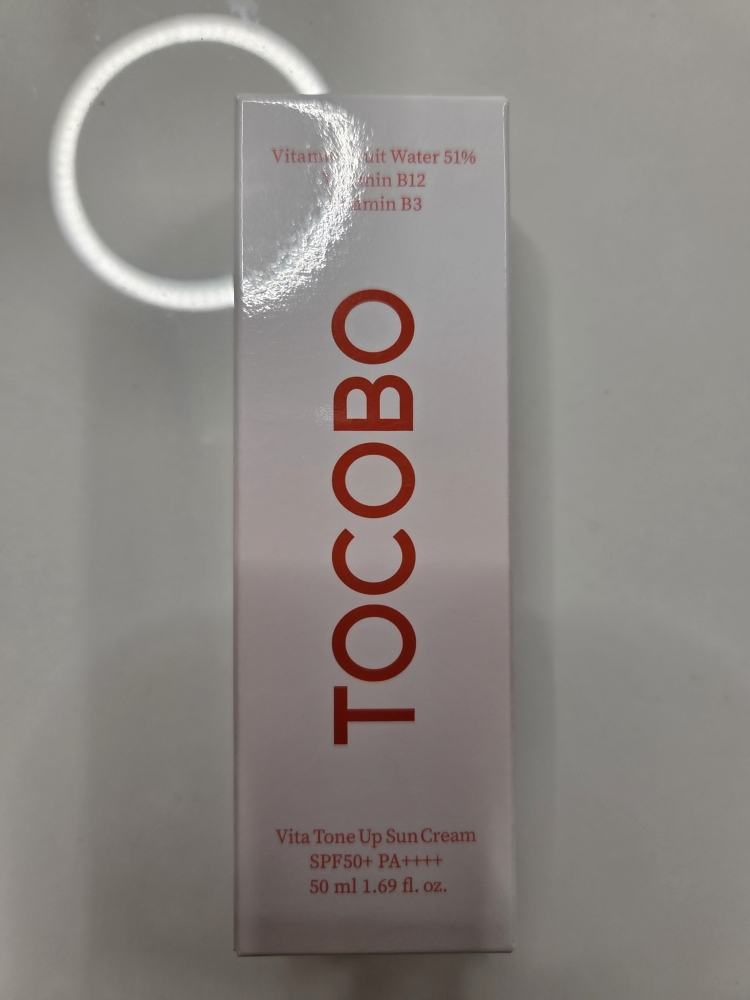 Water 51%
B12
B3
TOCOBO
Vita Tone Up Sun Cream
SPF50+ PA++++
50 ml 1.69 fl. oz.